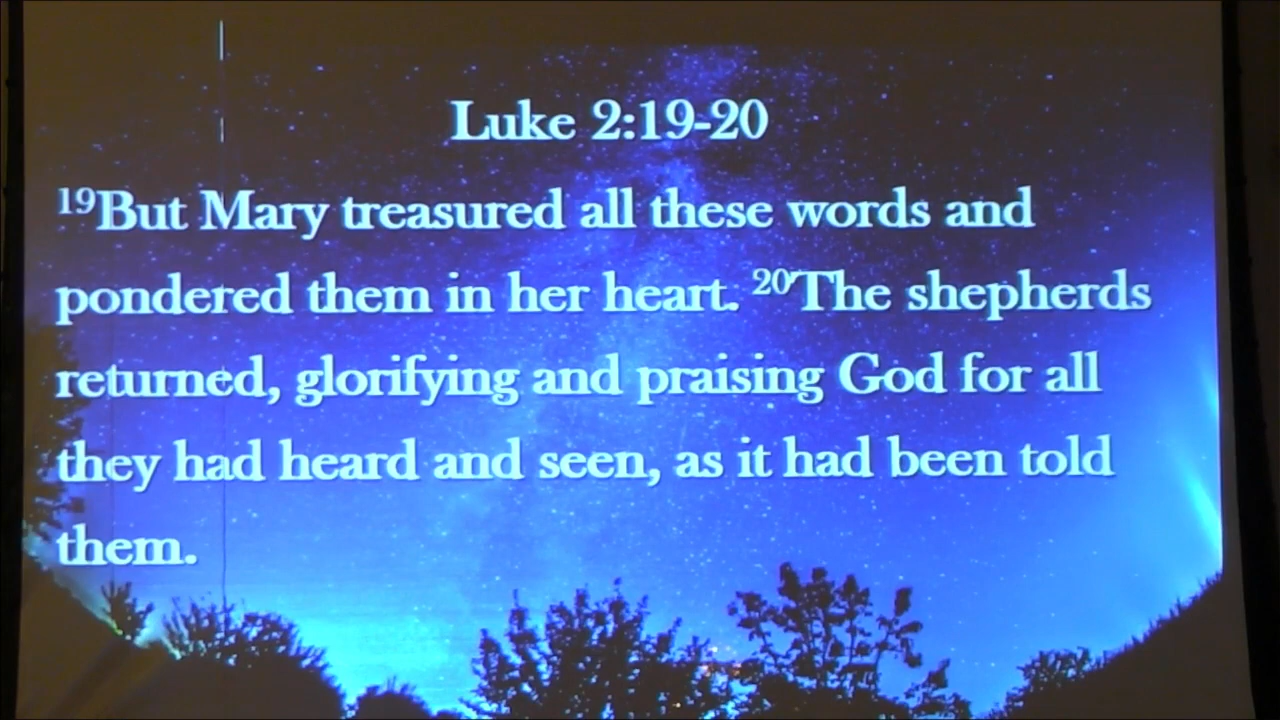 Luke 2:19-20
19But Mary treasured all these words and
pondered them in her heart. 20The shepherds
returned, glorifying and praising God for all
they had heard and seen, as it had been told
them.